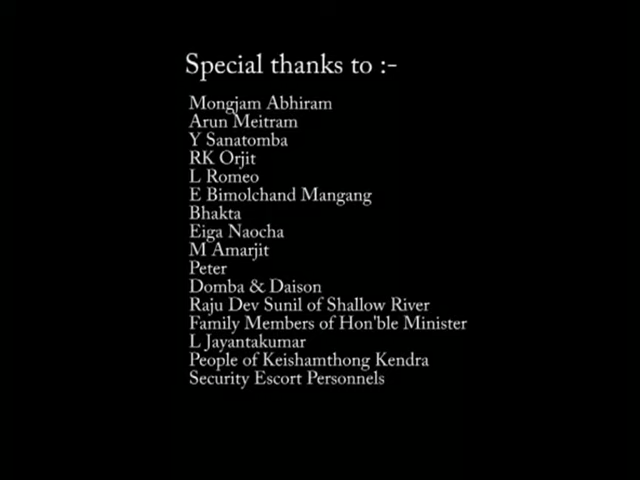 Special thanks to :-
Mongjam Abhiram
Arun Meitram
Y Sanatomba
RK Orjit
L Romeo
E Bimolchand Mangang
Bhakta
Eiga Naocha
M Amarjit
Peter
Domba & Daison
Raju Dev Sunil of Shallow River
Family Members of Hon'ble Minister
L Jayantakumar
People of Keishamthong Kendra
Security Escort Personnels